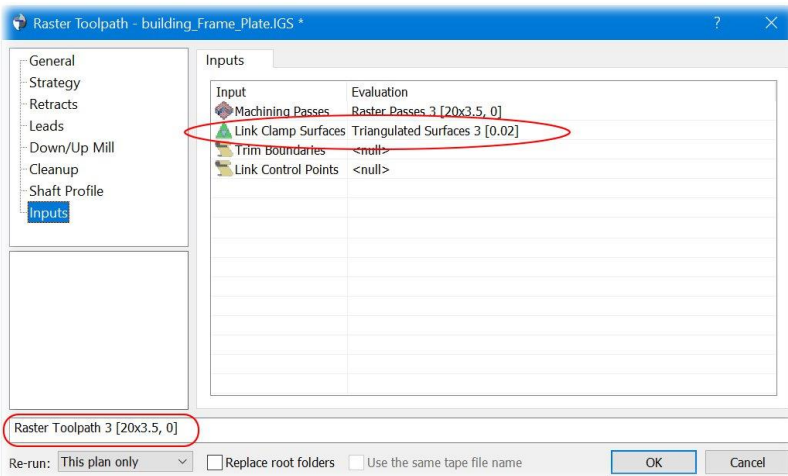 Raster Toolpath - building_Frame_Plate.IGS * ?
General
Strategy
Retracts
Leads
Down/Up Mill
Cleanup
Shaft Profile
Inputs
Inputs
Input Evaluation
Machining Passes Raster Passes 3 [20x3.5, 0]
Link Clamp Surfaces Triangulated Surfaces 3 [0.02]
Trim Boundaries <null>
Link Control Points <null>
Raster Toolpath 3 [20x3.5, 0]
Re-run: This plan only Replace root folders Use the same tape file name OK Cancel